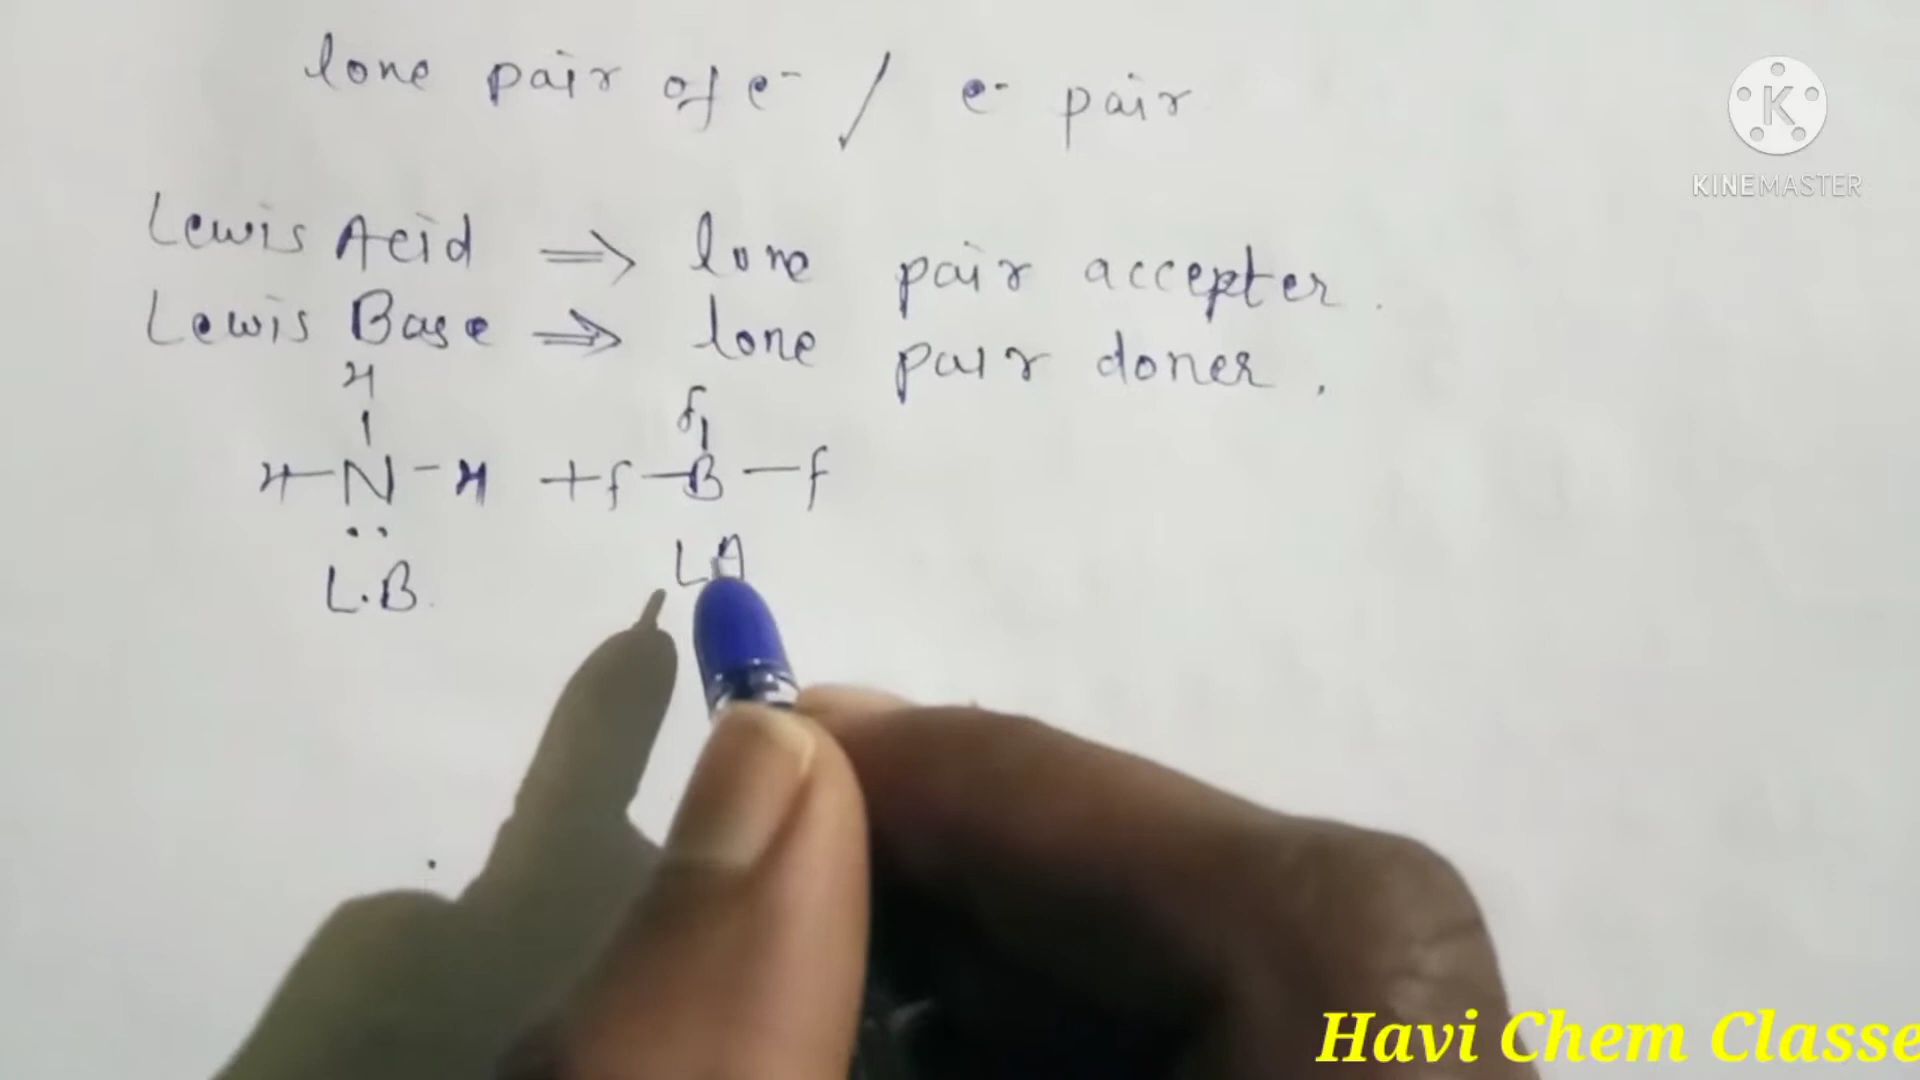 lone pair of e- / e- pair
K
KINEMASTER
Lewis Acid ⇒ lone pair accepter.
Lewis Base ⇒ lone pair doner.
H
f
H-N-H + f-B-f
L.B.
LA
Havi Chem Classe